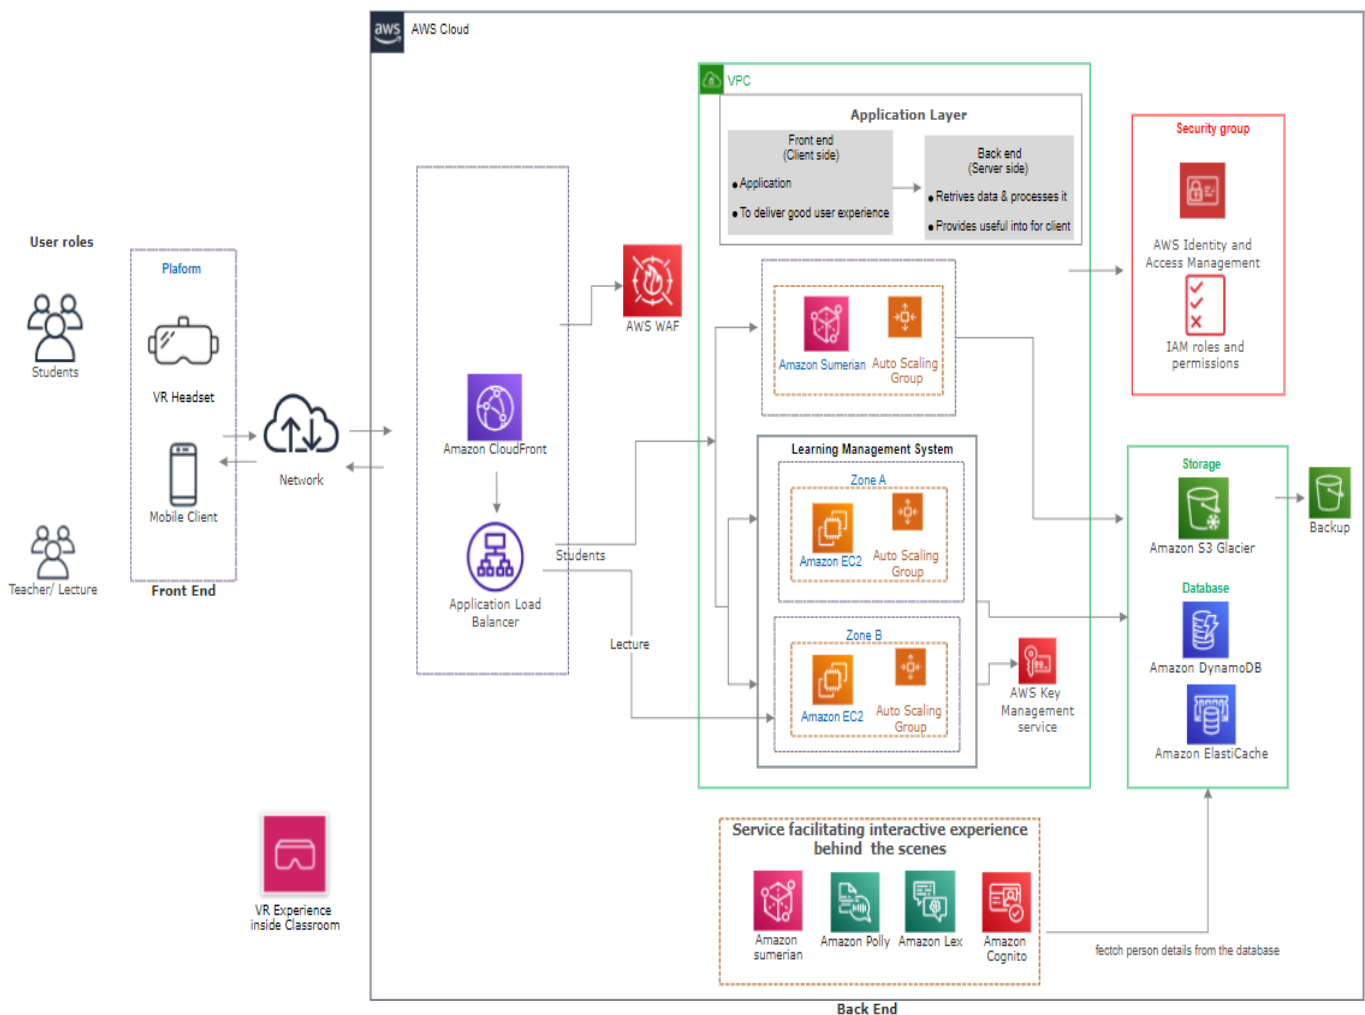 aws
AWS Cloud
VPC
Application Layer
Front end
(Client side)
Application
To deliver good user experience
Back end
(Server side)
Retrives data & processes it
Provides useful into for client
Security group
AWS Identity and
Access Management
IAM roles and
permissions
User roles
Students
Teacher/ Lecture
Plaform
VR Headset
Mobile Client
Front End
Network
Amazon CloudFront
Application Load
Balancer
AWS WAF
Students
Lecture
Amazon Sumerian
Auto Scaling
Group
Learning Management System
Zone A
Amazon EC2
Auto Scaling
Group
Zone B
Amazon EC2
Auto Scaling
Group
AWS Key
Management
service
Storage
Amazon S3 Glacier
Backup
Database
Amazon DynamoDB
Amazon ElastiCache
VR Experience
inside Classroom
Service facilitating interactive experience
behind the scenes
Amazon
sumerian
Amazon Polly
Amazon Lex
Amazon
Cognito
fectch person details from the database
Back End